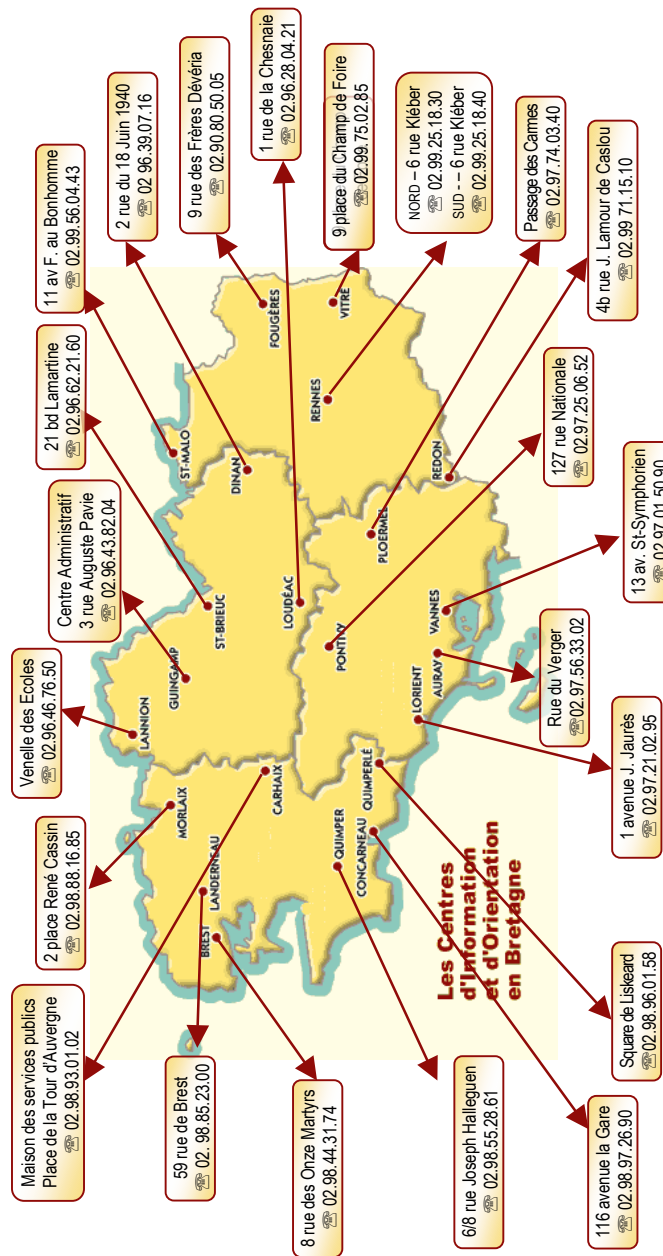 Maison des services publics
Place de la Tour d'Auvergne
☏ 02.98.93.01.02
2 place René Cassin
☏ 02.98.88.16.85
Venelle des Ecoles
☏ 02.96.46.76.50
Centre Administratif
3 rue Auguste Pavie
☏ 02.96.43.82.04
21 bd Lamartine
☏ 02.96.62.21.60
11 av F. au Bonhomme
☏ 02.99.56.04.43
2 rue du 18 Juin 1940
☏ 02 96.39.07.16
9 rue des Frères Dévéria
☏ 02.90.80.50.05
1 rue de la Chesnaie
☏ 02.96.28.04.21
9 place du Champ de Foire
☏ 02.99.75.02.85
NORD – 6 rue Kléber
☏ 02.99.25.18.30
SUD - – 6 rue Kléber
☏ 02.99.25.18.40
Passage des Carmes
☏ 02.97.74.03.40
4b rue J. Lamour de Caslou
☏ 02.99 71.15.10
127 rue Nationale
☏ 02.97.25.06.52
13 av. St-Symphorien
☏ 02.97.01.50.90
Rue du Verger
☏ 02.97.56.33.02
1 avenue J. Jaurès
☏ 02.97.21.02.95
Square de Liskeard
☏ 02.98.96.01.58
116 avenue la Gare
☏ 02.98.97.26.90
6/8 rue Joseph Halleguen
☏ 02.98.55.28.61
8 rue des Onze Martyrs
☏ 02.98.44.31.74
59 rue de Brest
☏ 02. 98.85.23.00
LANNION
MORLAIX
GUINGAMP
ST-BRIEUC
ST-MALO
DINAN
FOUGÈRES
BREST
LANDERNEAU
CARHAIX
LOUDÉAC
RENNES
VITRÉ
QUIMPER
CONCARNEAU
QUIMPERLÉ
PONTIVY
PLOERMEL
REDON
LORIENT
AURAY
VANNES
Les Centres
d'Information
et d'Orientation
en Bretagne